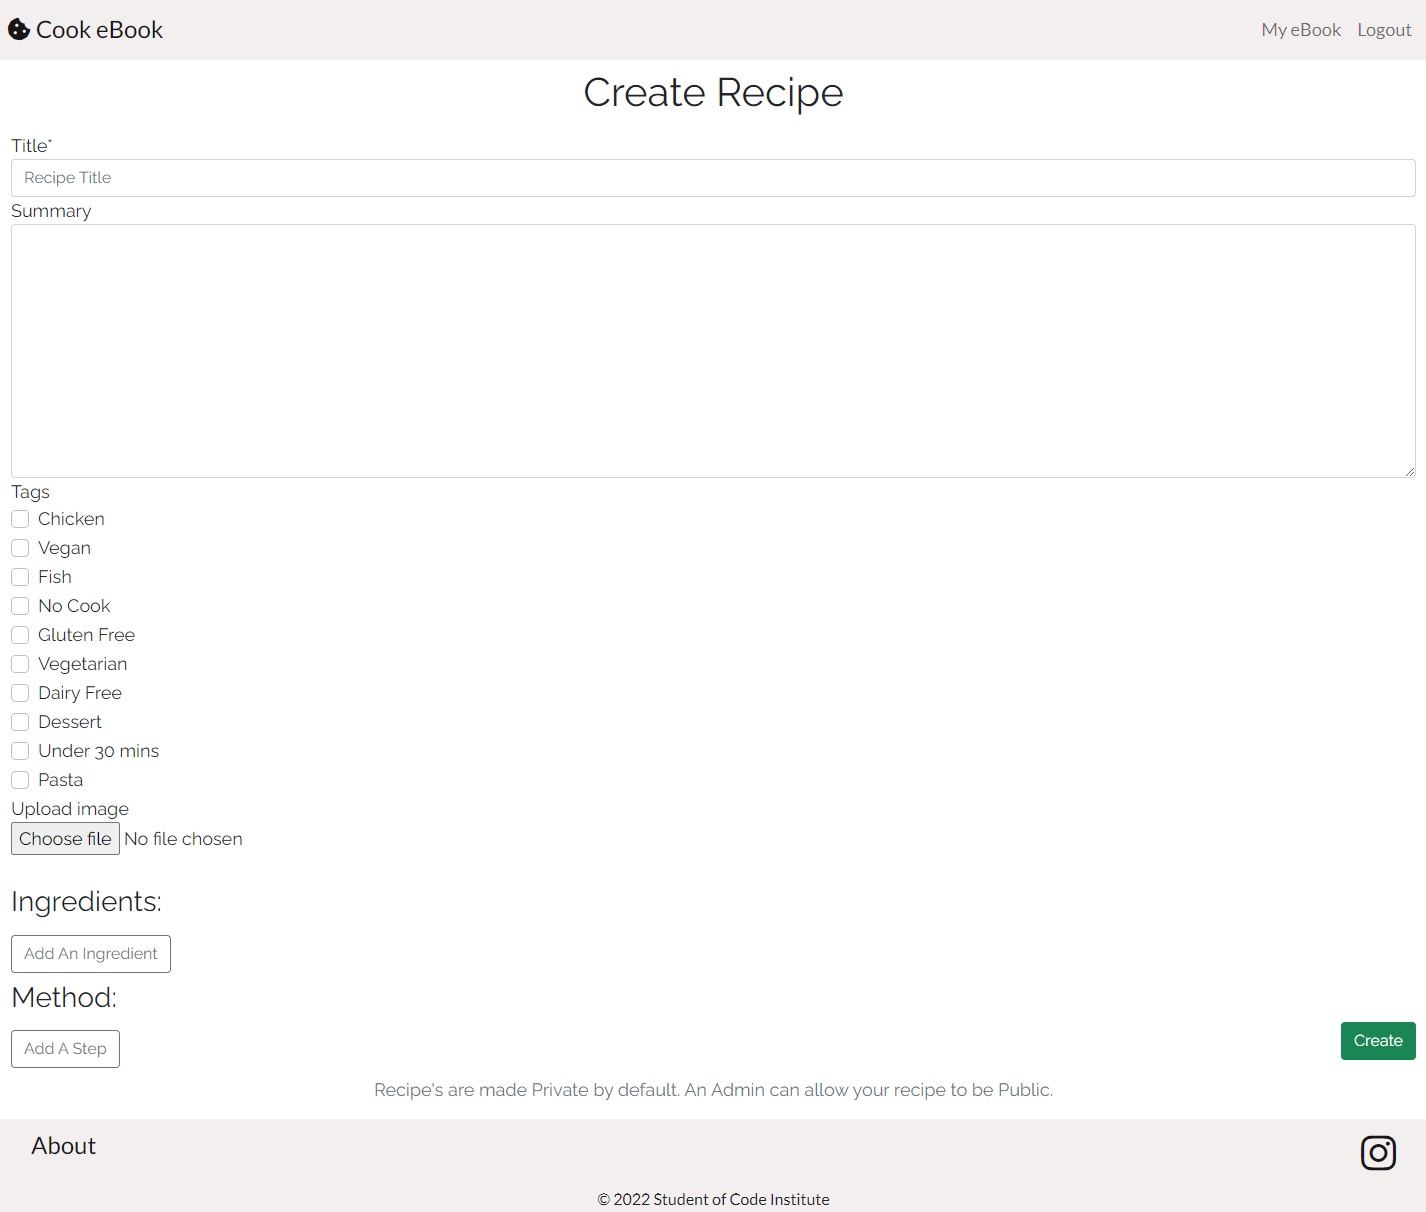 Cook eBook
My eBook Logout
Create Recipe
Title*
Recipe Title
Summary
Tags
Chicken
Vegan
Fish
No Cook
Gluten Free
Vegetarian
Dairy Free
Dessert
Under 30 mins
Pasta
Upload image
Choose file No file chosen
Ingredients:
Add An Ingredient
Method:
Add A Step
Create
Recipe's are made Private by default. An Admin can allow your recipe to be Public.
About
© 2022 Student of Code Institute